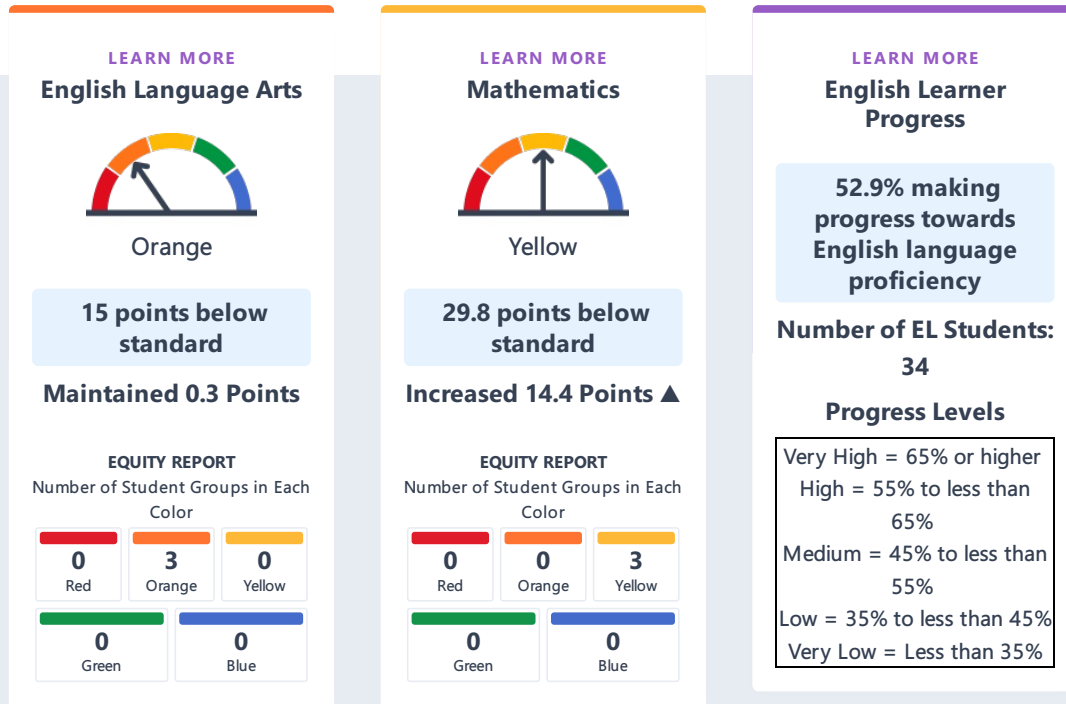 LEARN MORE
English Language Arts
Orange
15 points below
standard
Maintained 0.3 Points
EQUITY REPORT
Number of Student Groups in Each
Color
0
Red
3
Orange
0
Yellow
0
Green
0
Blue
LEARN MORE
Mathematics
Yellow
29.8 points below
standard
Increased 14.4 Points ▲
EQUITY REPORT
Number of Student Groups in Each
Color
0
Red
0
Orange
3
Yellow
0
Green
0
Blue
LEARN MORE
English Learner
Progress
52.9% making
progress towards
English language
proficiency
Number of EL Students:
34
Progress Levels
Very High = 65% or higher
High = 55% to less than
65%
Medium = 45% to less than
55%
Low = 35% to less than 45%
Very Low = Less than 35%